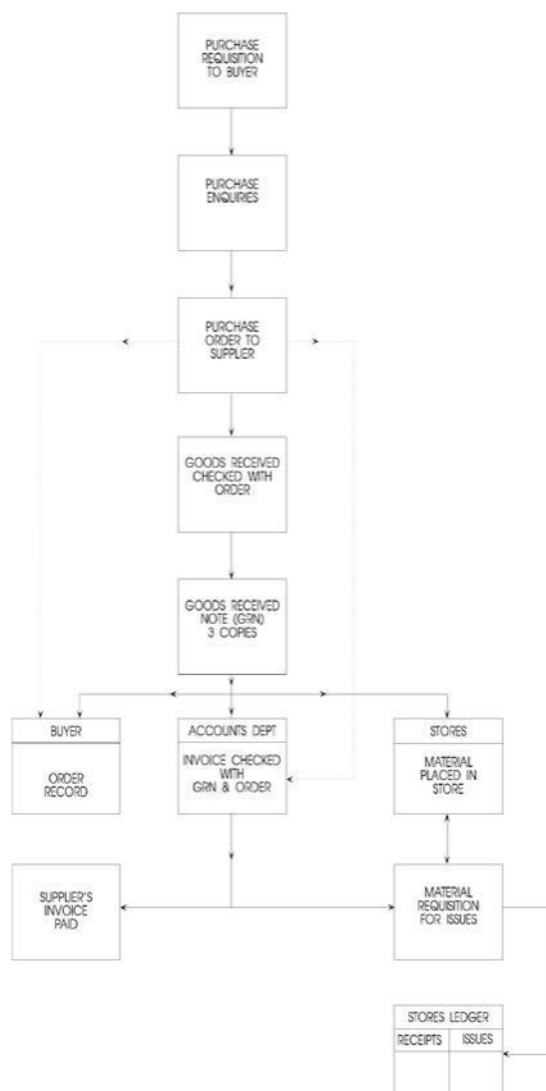 PURCHASE
REQUISITION
TO BUYER
PURCHASE
ENQUIRIES
PURCHASE
ORDER TO
SUPPLIER
GOODS RECEIVED
CHECKED WITH
ORDER
GOODS RECEIVED
NOTE (GRN)
3 COPIES
BUYER
ORDER
RECORD
ACCOUNTS DEPT
INVOICE CHECKED
WITH
GRN & ORDER
STORES
MATERIAL
PLACED IN
STORE
SUPPLIER'S
INVOICE
PAID
MATERIAL
REQUISITION
FOR ISSUES
STORES LEDGER
RECEIPTS
ISSUES